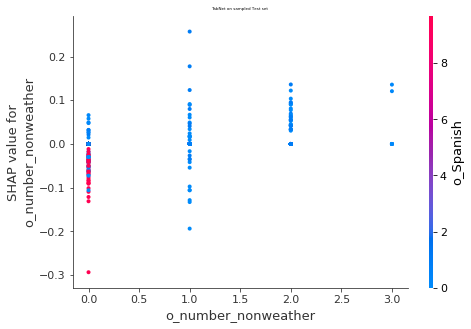 TabNet on sampled Test set
0.2
0.1
0.0
−0.1
−0.2
−0.3
SHAP value for
o_number_nonweather
0.0 0.5 1.0 1.5 2.0 2.5 3.0
o_number_nonweather
8
6
4
2
0
o_Spanish